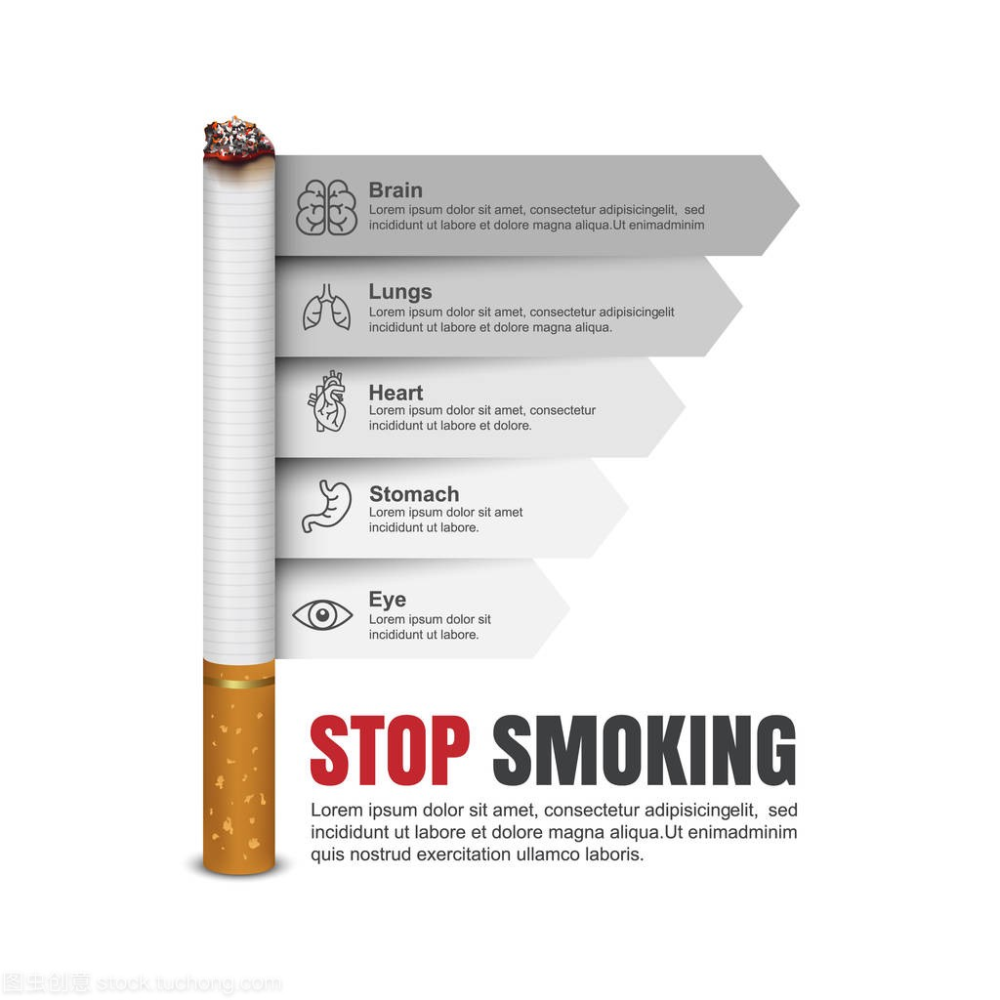 Brain
Lorem ipsum dolor sit amet, consectetur adipisicingelit, sed
incididunt ut labore et dolore magna aliqua.Ut enimadminim
Lungs
Lorem ipsum dolor sit amet, consectetur adipisicingelit
incididunt ut labore et dolore magna aliqua.
Heart
Lorem ipsum dolor sit amet, consectetur
incididunt ut labore et dolore.
Stomach
Lorem ipsum dolor sit amet
incididunt ut labore.
Eye
Lorem ipsum dolor sit
incididunt ut labore.
STOP SMOKING
Lorem ipsum dolor sit amet, consectetur adipisicingelit, sed
incididunt ut labore et dolore magna aliqua.Ut enimadminim
quis nostrud exercitation ullamco laboris.
图虫创意 stock.tuchong.com